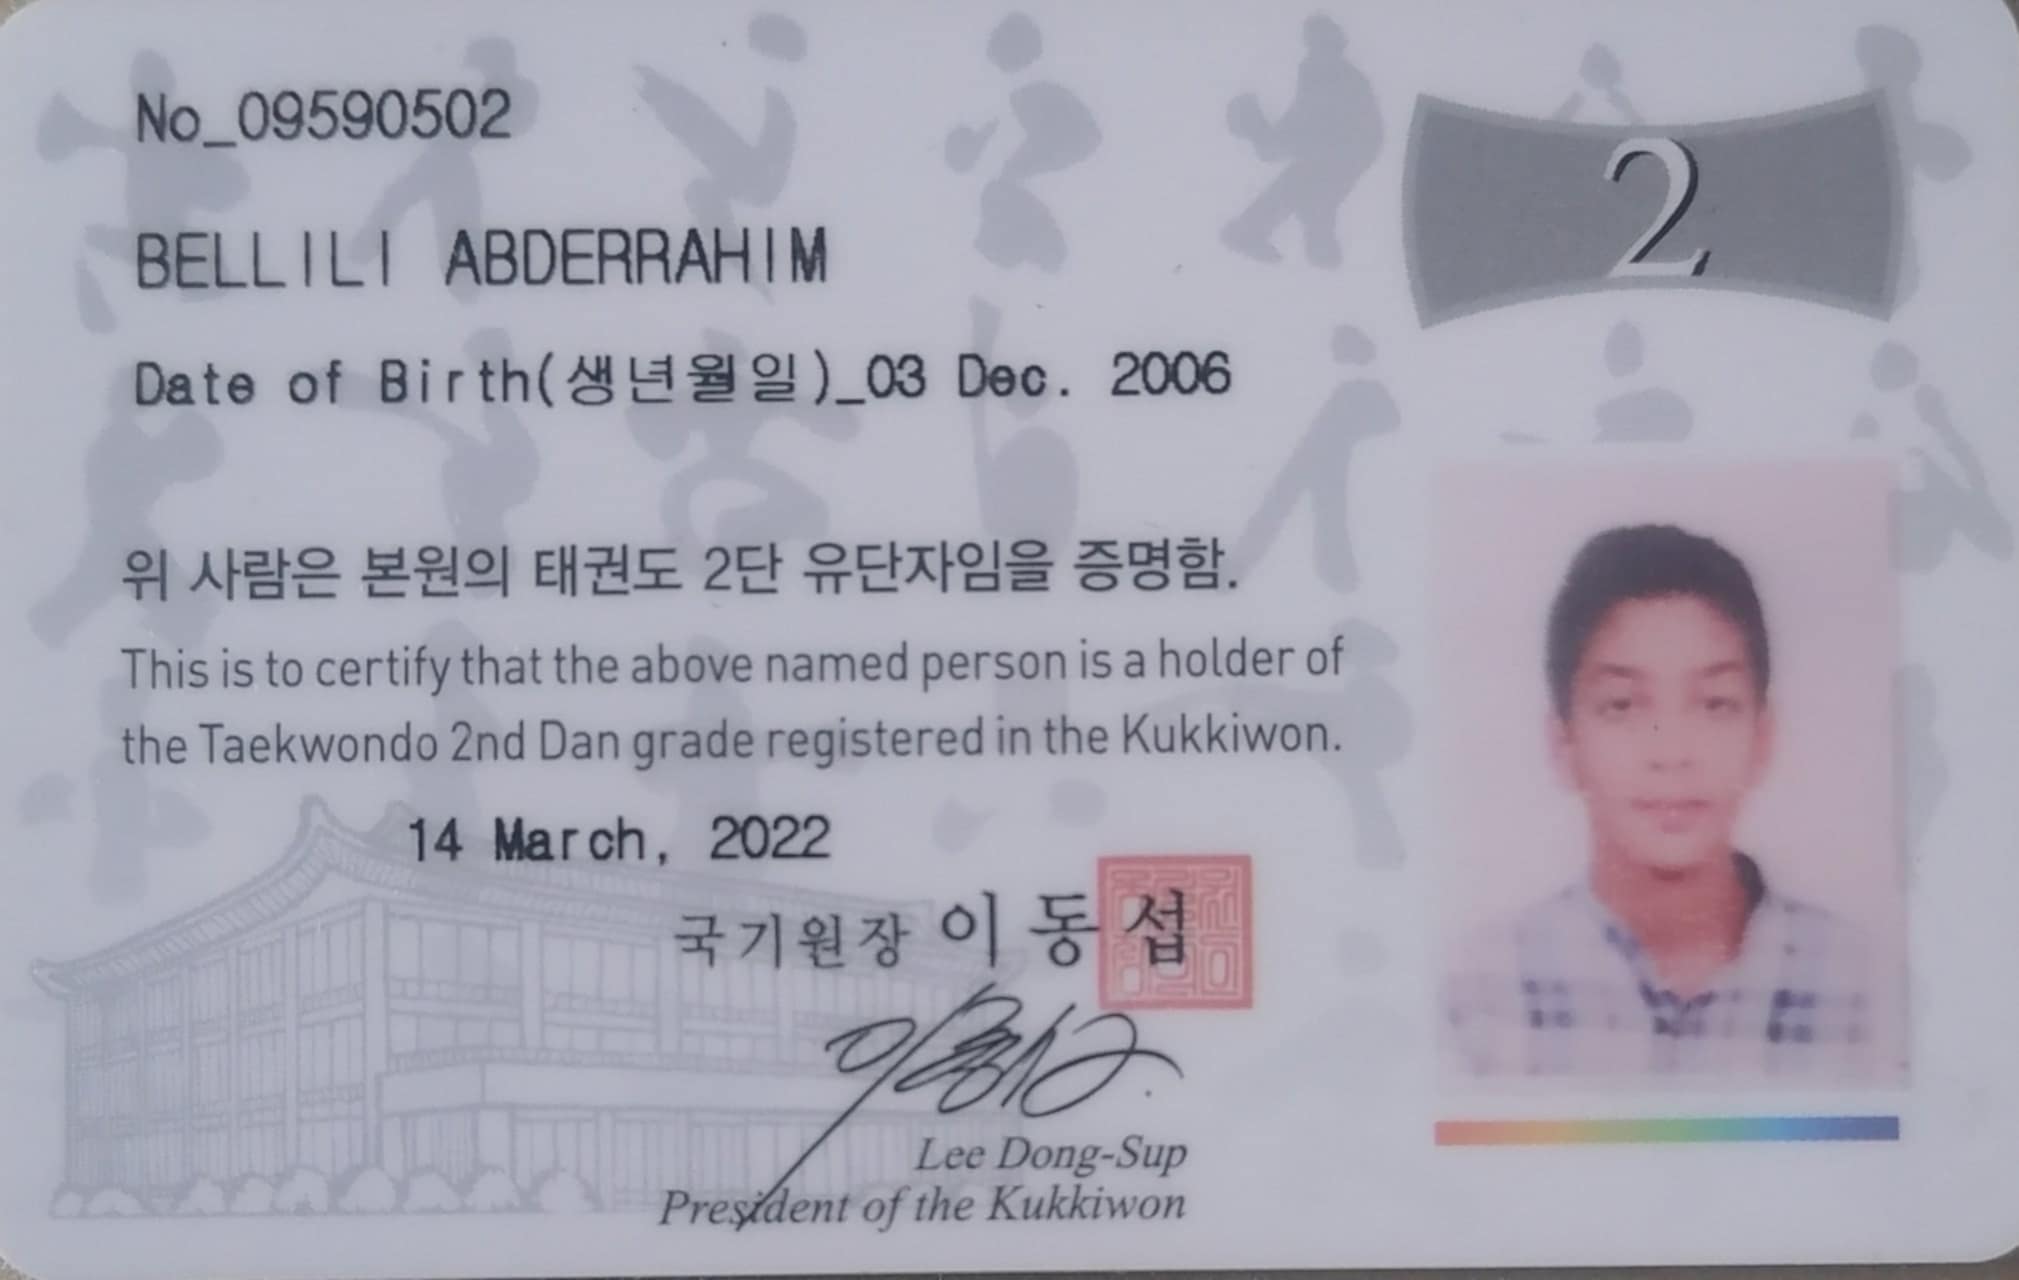 No_09590502
2
BELLILI ABDERRAHIM
Date of Birth(생년월일)_03 Dec. 2006
위 사람은 본원의 태권도 2단 유단자임을 증명함.
This is to certify that the above named person is a holder of
the Taekwondo 2nd Dan grade registered in the Kukkiwon.
14 March, 2022
국기원장 이동섭
Lee Dong-Sup
President of the Kukkiwon